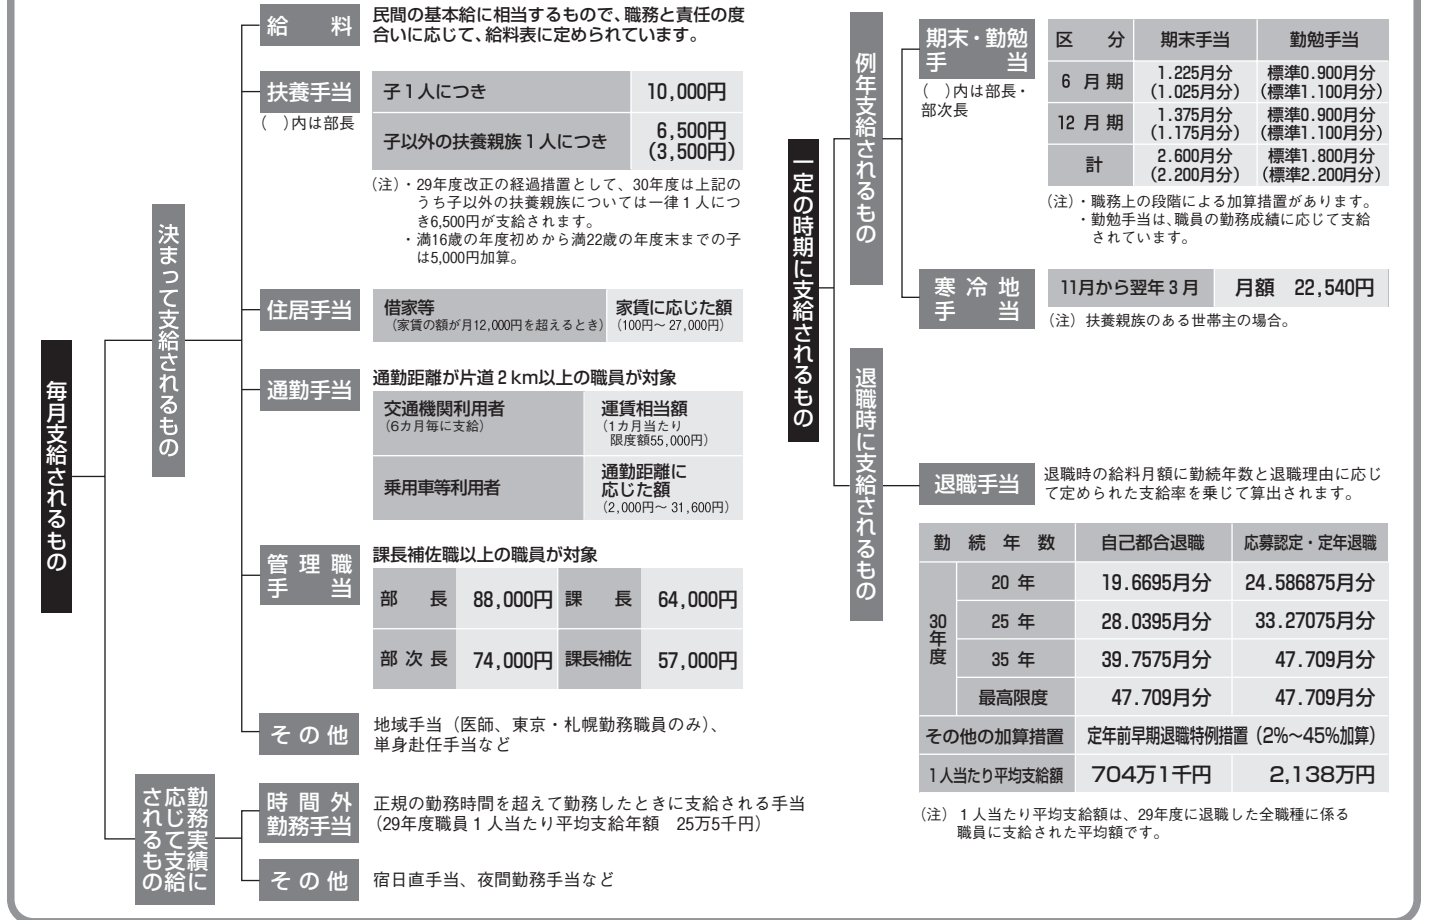 毎月支給されるもの
決まって支給されるもの
給料
民間の基本給に相当するもので、職務と責任の度
合いに応じて、給料表に定められています。
扶養手当
(　)内は部長
子1人につき　10,000円
子以外の扶養親族1人につき　6,500円
(3,500円)
(注)・29年度改正の経過措置として、30年度は上記の
うち子以外の扶養親族については一律1人につ
き6,500円が支給されます。
・満16歳の年度初めから満22歳の年度末までの子
は5,000円加算。
住居手当
借家等　家賃に応じた額
(家賃の額が月12,000円を超えるとき)　(100円〜27,000円)
通勤手当
通勤距離が片道2km以上の職員が対象
交通機関利用者　運賃相当額
(6カ月毎に支給)　(1カ月当たり
限度額55,000円)
乗用車等利用者　通勤距離に
応じた額
(2,000円〜31,600円)
管理職
手当
課長補佐職以上の職員が対象
部長　88,000円　課長　64,000円
部次長　74,000円　課長補佐　57,000円
その他
地域手当(医師、東京・札幌勤務職員のみ)、
単身赴任手当など
勤務実績に
応じて支給
されるもの
時間外
勤務手当
正規の勤務時間を超えて勤務したときに支給される手当
(29年度職員1人当たり平均支給年額　25万5千円)
その他
宿日直手当、夜間勤務手当など
一定の時期に支給されるもの
例年支給されるもの
期末・勤勉
手当
(　)内は部長・
部次長
区分　期末手当　勤勉手当
6月期　1.225月分　標準0.900月分
(1.025月分)　(標準1.100月分)
12月期　1.375月分　標準0.900月分
(1.175月分)　(標準1.100月分)
計　2.600月分　標準1.800月分
(2.200月分)　(標準2.200月分)
(注)・職務上の段階による加算措置があります。
・勤勉手当は、職員の勤務成績に応じて支給
されています。
寒冷地
手当
11月から翌年3月　月額　22,540円
(注)　扶養親族のある世帯主の場合。
退職時に支給されるもの
退職手当
退職時の給料月額に勤続年数と退職理由に応じ
て定められた支給率を乗じて算出されます。
勤続年数　自己都合退職　応募認定・定年退職
30年度
20年　19.6695月分　24.586875月分
25年　28.0395月分　33.27075月分
35年　39.7575月分　47.709月分
最高限度　47.709月分　47.709月分
その他の加算措置　定年前早期退職特例措置(2%〜45%加算)
1人当たり平均支給額　704万1千円　2,138万円
(注)　1人当たり平均支給額は、29年度に退職した全職種に係る
職員に支給された平均額です。